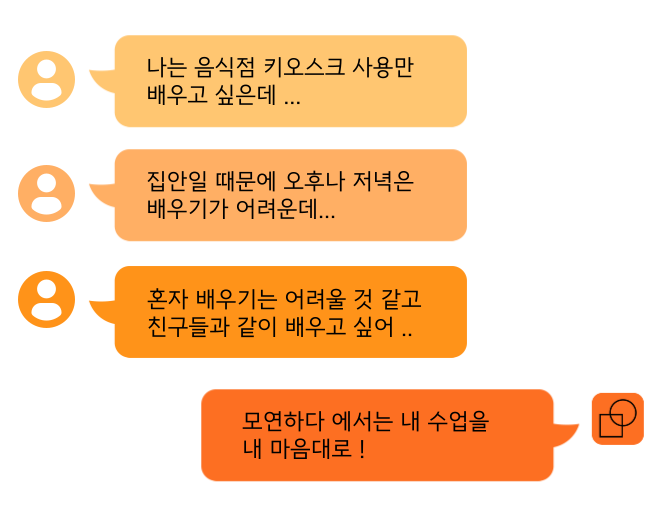 나는 음식점 키오스크 사용만
배우고 싶은데 ...
집안일 때문에 오후나 저녁은
배우기가 어려운데...
혼자 배우기는 어려울 것 같고
친구들과 같이 배우고 싶어 ..
모연하다 에서는 내 수업을
내 마음대로 !